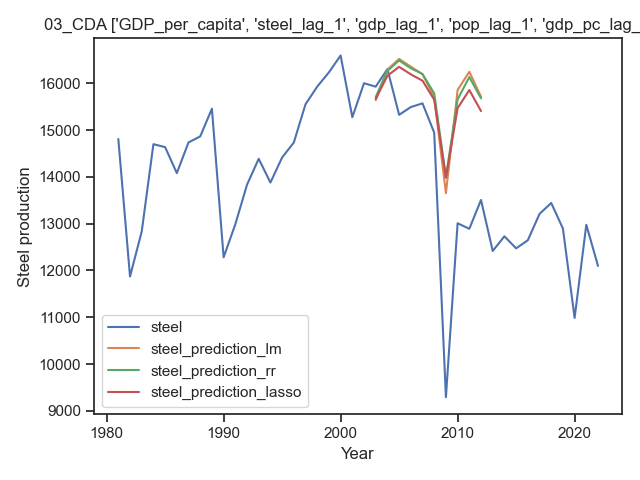 03_CDA ['GDP_per_capita', 'steel_lag_1', 'gdp_lag_1', 'pop_lag_1', 'gdp_pc_lag_
16000
15000
14000
13000
12000
11000
10000
9000
Steel production
steel
steel_prediction_lm
steel_prediction_rr
steel_prediction_lasso
1980 1990 2000 2010 2020
Year